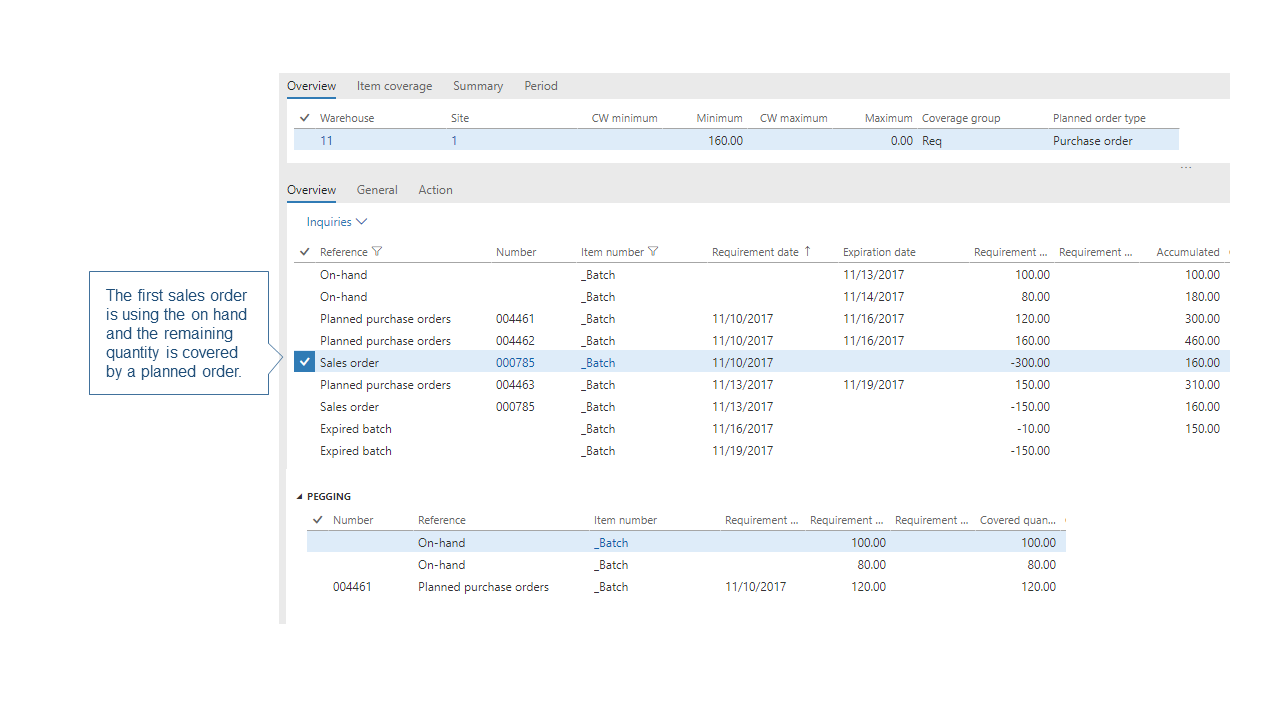 Overview Item coverage Summary Period
Warehouse Site CW minimum Minimum CW maximum Maximum Coverage group Planned order type
11 1 160.00 0.00 Req Purchase order
...
Overview General Action
Inquiries
Reference Number Item number Requirement date ↑ Expiration date Requirement ... Requirement ... Accumulated
On-hand _Batch 11/13/2017 100.00 100.00
On-hand _Batch 11/14/2017 80.00 180.00
Planned purchase orders 004461 _Batch 11/10/2017 11/16/2017 120.00 300.00
Planned purchase orders 004462 _Batch 11/10/2017 11/16/2017 160.00 460.00
Sales order 000785 _Batch 11/10/2017 -300.00 160.00
Planned purchase orders 004463 _Batch 11/13/2017 11/19/2017 150.00 310.00
Sales order 000785 _Batch 11/13/2017 -150.00 160.00
Expired batch _Batch 11/16/2017 -10.00 150.00
Expired batch _Batch 11/19/2017 -150.00
The first sales order
is using the on hand
and the remaining
quantity is covered
by a planned order.
PEGGING
Number Reference Item number Requirement ... Requirement ... Requirement ... Covered quan...
On-hand _Batch 100.00 100.00
On-hand _Batch 80.00 80.00
004461 Planned purchase orders _Batch 11/10/2017 120.00 120.00